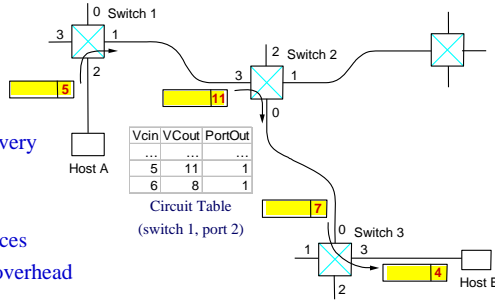 0 Switch 1
3
1
2
5
Host A
2 Switch 2
3
1
0
11
Vcin VCout PortOut
... ... ...
5 11 1
6 8 1
Circuit Table
(switch 1, port 2)
very
ces
overhead
7
0 Switch 3
1
3
2
4
Host B